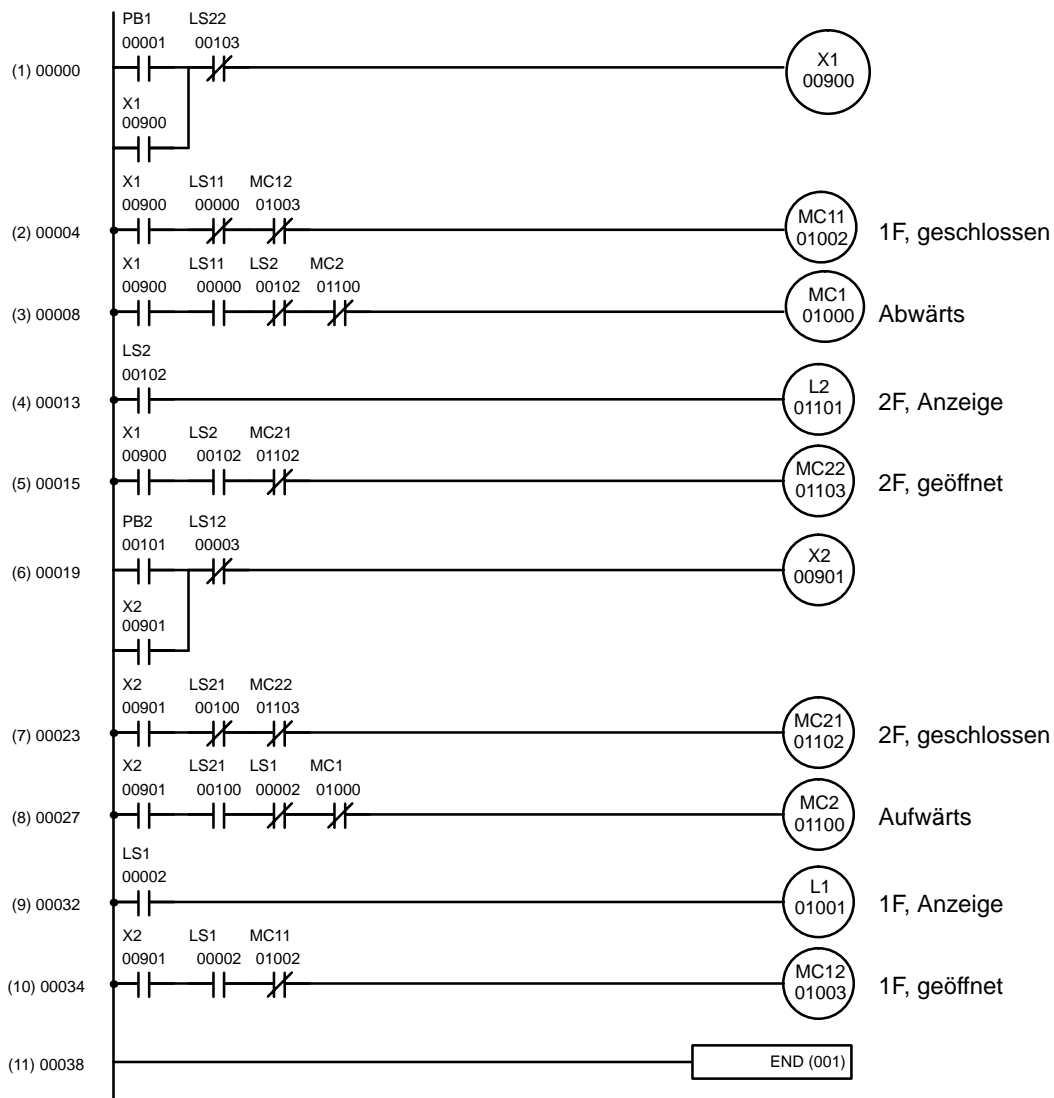 PB1 LS22
00001 00103
(1) 00000
X1
00900
X1
00900
X1 LS11 MC12
00900 00000 01003
(2) 00004
MC11
01002
1F, geschlossen
X1 LS11 LS2 MC2
00900 00000 00102 01100
(3) 00008
MC1
01000
Abwärts
LS2
00102
(4) 00013
L2
01101
2F, Anzeige
X1 LS2 MC21
00900 00102 01102
(5) 00015
MC22
01103
2F, geöffnet
PB2 LS12
00101 00003
(6) 00019
X2
00901
X2
00901
X2 LS21 MC22
00901 00100 01103
(7) 00023
MC21
01102
2F, geschlossen
X2 LS21 LS1 MC1
00901 00100 00002 01000
(8) 00027
MC2
01100
Aufwärts
LS1
00002
(9) 00032
L1
01001
1F, Anzeige
X2 LS1 MC11
00901 00002 01002
(10) 00034
MC12
01003
1F, geöffnet
(11) 00038
END (001)